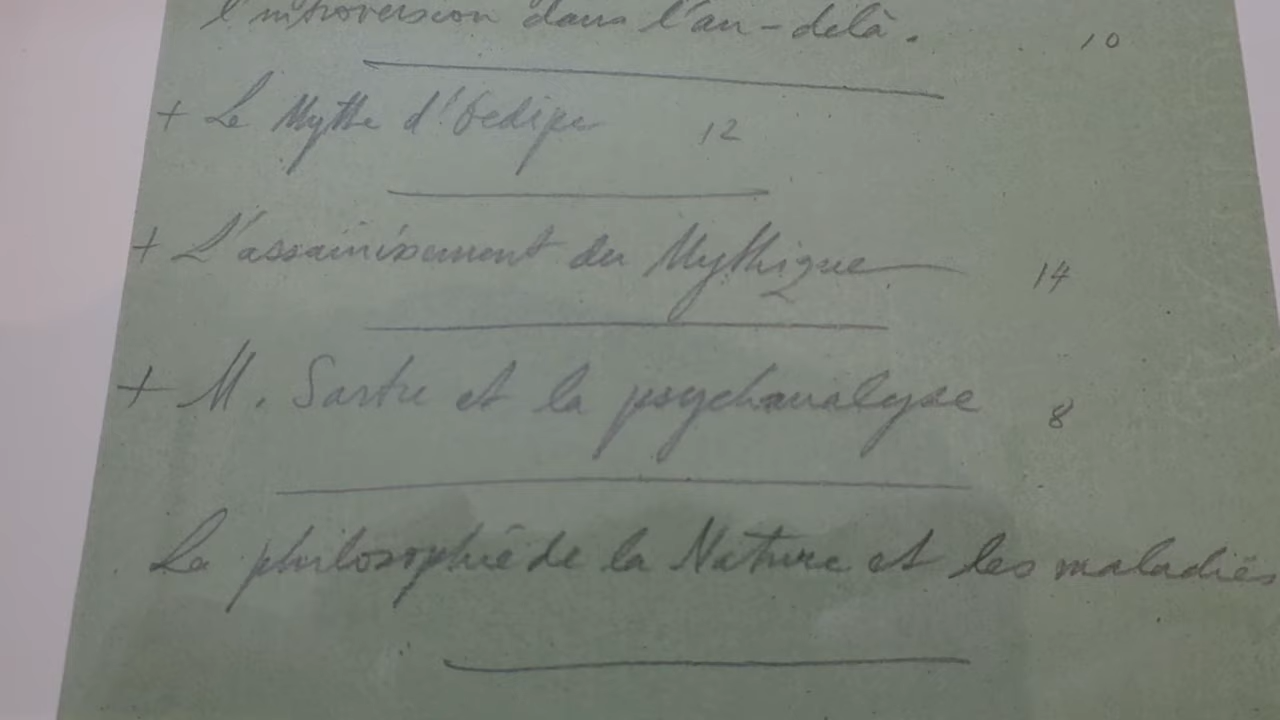 l'introversion dans l'au-delà. 10
+ Le Mythe d'Oedipe 12
+ L'assainissement du Mythique 14
+ M. Sartre et la psychanalyse 8
La philosophie de la Nature et les maladies